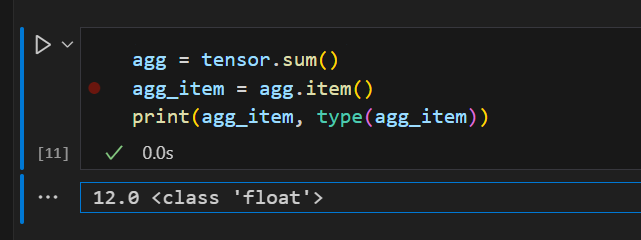 agg = tensor.sum()
agg_item = agg.item()
print(agg_item, type(agg_item))
[11]
0.0s
12.0 <class 'float'>